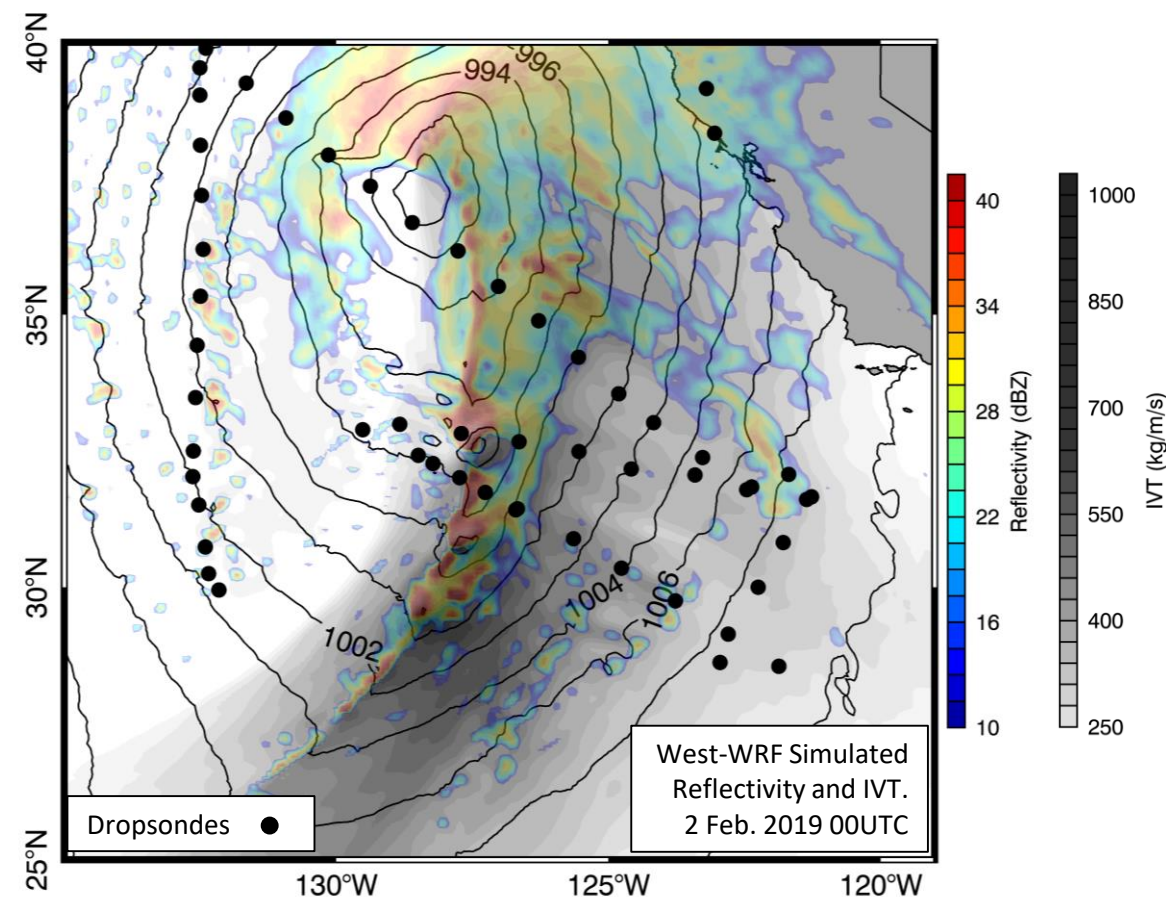 40°N
35°N
30°N
25°N
130°W
125°W
120°W
996
994
1002
1004
1006
Dropsondes
West-WRF Simulated
Reflectivity and IVT.
2 Feb. 2019 00UTC
40
34
28
22
16
10
Reflectivity (dBZ)
1000
850
700
550
400
250
IVT (kg/m/s)